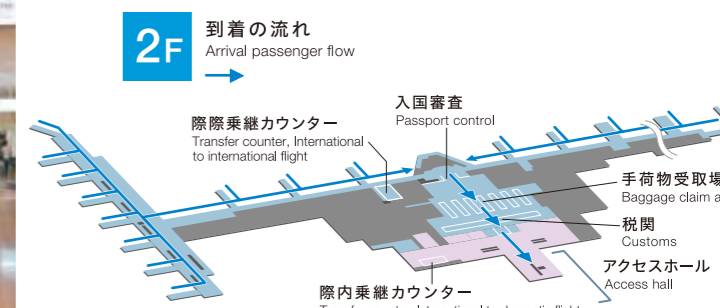 2F
到着の流れ
Arrival passenger flow
際際乗継カウンター
Transfer counter, International
to international flight
入国審査
Passport control
手荷物受取場
Baggage claim a
税関
Customs
アクセスホール
Access hall
際内乗継カウンター